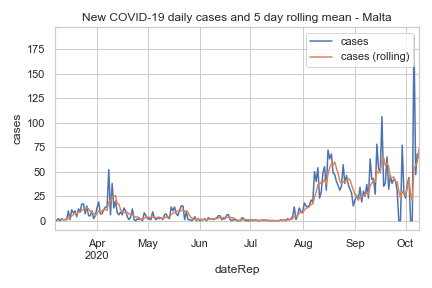 New COVID-19 daily cases and 5 day rolling mean - Malta
cases
cases (rolling)
175
150
125
100
75
50
25
0
cases
Apr
2020
May
Jun
Jul
Aug
Sep
Oct
dateRep